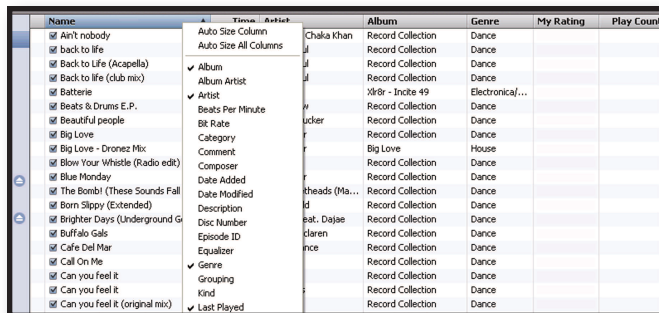 Name Time Artist Album Genre My Rating Play Count
Ain't nobody Chaka Khan Record Collection Dance
back to life Record Collection Dance
Back to Life (Acapella) Record Collection Dance
Back to life (club mix) Record Collection Dance
Batterie Xlr8r - Incite 49 Electronica/...
Beats & Drums E.P. Record Collection Dance
Beautiful people Record Collection Dance
Big Love Record Collection Dance
Big Love - Dronez Mix Big Love House
Blow Your Whistle (Radio edit) Record Collection Dance
Blue Monday Record Collection Dance
The Bomb! (These Sounds Fall etheads (Ma... Record Collection Dance
Born Slippy (Extended) Record Collection Dance
Brighter Days (Underground G eat. Dajae Record Collection Dance
Buffalo Gals claren Record Collection Dance
Cafe Del Mar ance Record Collection Dance
Call On Me Record Collection Dance
Can you feel it Record Collection Dance
Can you feel it Record Collection Dance
Can you feel it (original mix) Record Collection Dance
Auto Size Column
Auto Size All Columns
Album
Album Artist
Artist
Beats Per Minute
Bit Rate
Category
Comment
Composer
Date Added
Date Modified
Description
Disc Number
Episode ID
Equalizer
Genre
Grouping
Kind
Last Played